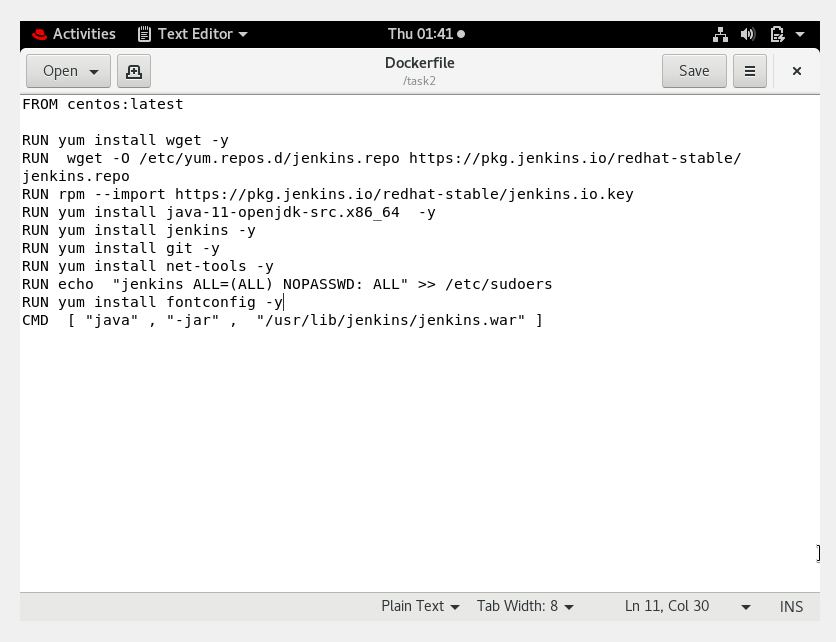 Activities Text Editor Thu 01:41
Open Dockerfile Save
/task2
FROM centos:latest
RUN yum install wget -y
RUN  wget -O /etc/yum.repos.d/jenkins.repo https://pkg.jenkins.io/redhat-stable/
jenkins.repo
RUN rpm --import https://pkg.jenkins.io/redhat-stable/jenkins.io.key
RUN yum install java-11-openjdk-src.x86_64  -y
RUN yum install jenkins -y
RUN yum install git -y
RUN yum install net-tools -y
RUN echo  "jenkins ALL=(ALL) NOPASSWD: ALL" >> /etc/sudoers
RUN yum install fontconfig -y
CMD  [ "java" , "-jar" ,  "/usr/lib/jenkins/jenkins.war" ]
Plain Text Tab Width: 8 Ln 11, Col 30 INS